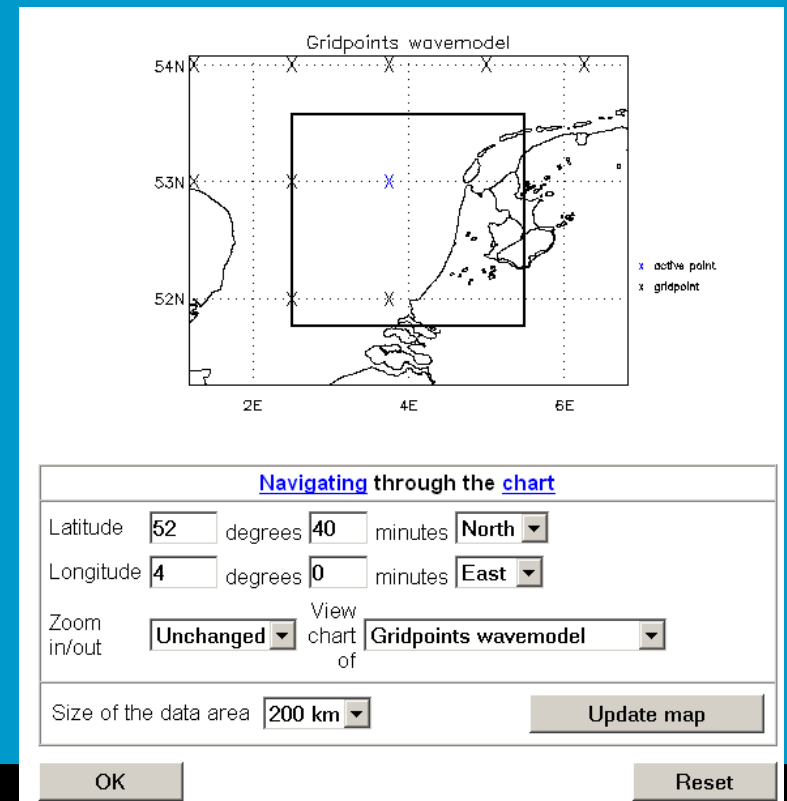 Gridpoints wavemodel
54N
53N
52N
x active point
x gridpoint
2E 4E 6E
Navigating through the chart
Latitude 52 degrees 40 minutes North
Longitude 4 degrees 0 minutes East
Zoom in/out Unchanged View chart of Gridpoints wavemodel
Size of the data area 200 km Update map
OK Reset